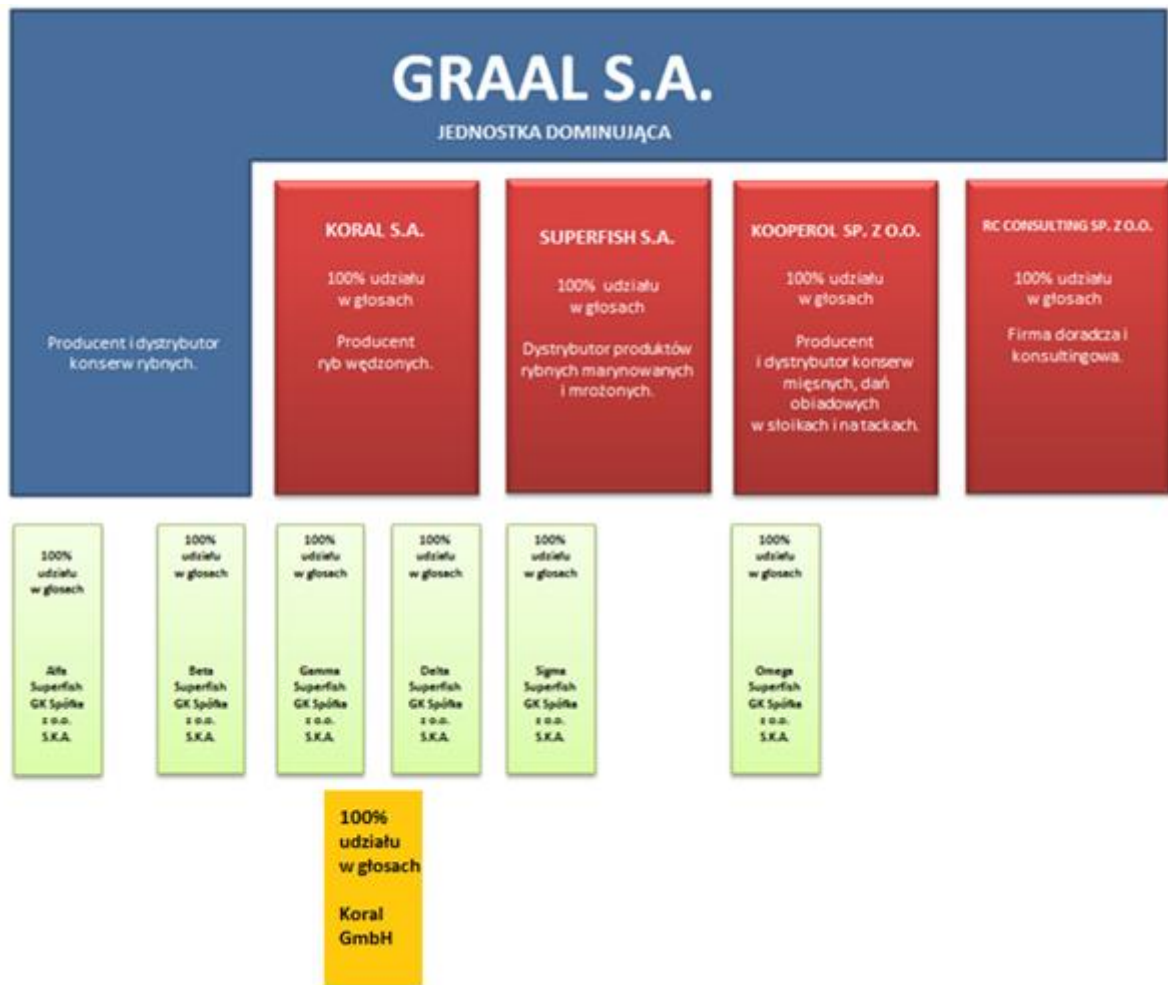 GRAAL S.A.
JEDNOSTKA DOMINUJĄCA
Producent i dystrybutor
konserw rybnych.
KORAL S.A.
100% udziału
w głosach
Producent
ryb wędzonych.
SUPERFISH S.A.
100% udziału
w głosach
Dystrybutor produktów
rybnych marynowanych
i mrożonych.
KOOPEROL SP. Z O.O.
100% udziału
w głosach
Producent
i dystrybutor konserw
mięsnych, dań
obiadowych
w słoikach i na tackach.
RC CONSULTING SP. Z O.O.
100% udziału
w głosach
Firma doradcza i
konsultingowa.
100%
udziału
w głosach
Alfa
Superfish
GK Spółka
z o.o.
S.K.A.
100%
udziału
w głosach
Beta
Superfish
GK Spółka
z o.o.
S.K.A.
100%
udziału
w głosach
Gamma
Superfish
GK Spółka
z o.o.
S.K.A.
100%
udziału
w głosach
Delta
Superfish
GK Spółka
z o.o.
S.K.A.
100%
udziału
w głosach
Sigma
Superfish
GK Spółka
z o.o.
S.K.A.
100%
udziału
w głosach
Omega
Superfish
GK Spółka
z o.o.
S.K.A.
100%
udziału
w głosach
Koral
GmbH